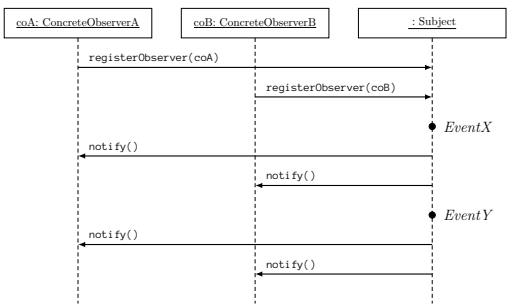 coA: ConcreteObserverA
coB: ConcreteObserverB
: Subject
registerObserver(coA)
registerObserver(coB)
EventX
notify()
notify()
EventY
notify()
notify()